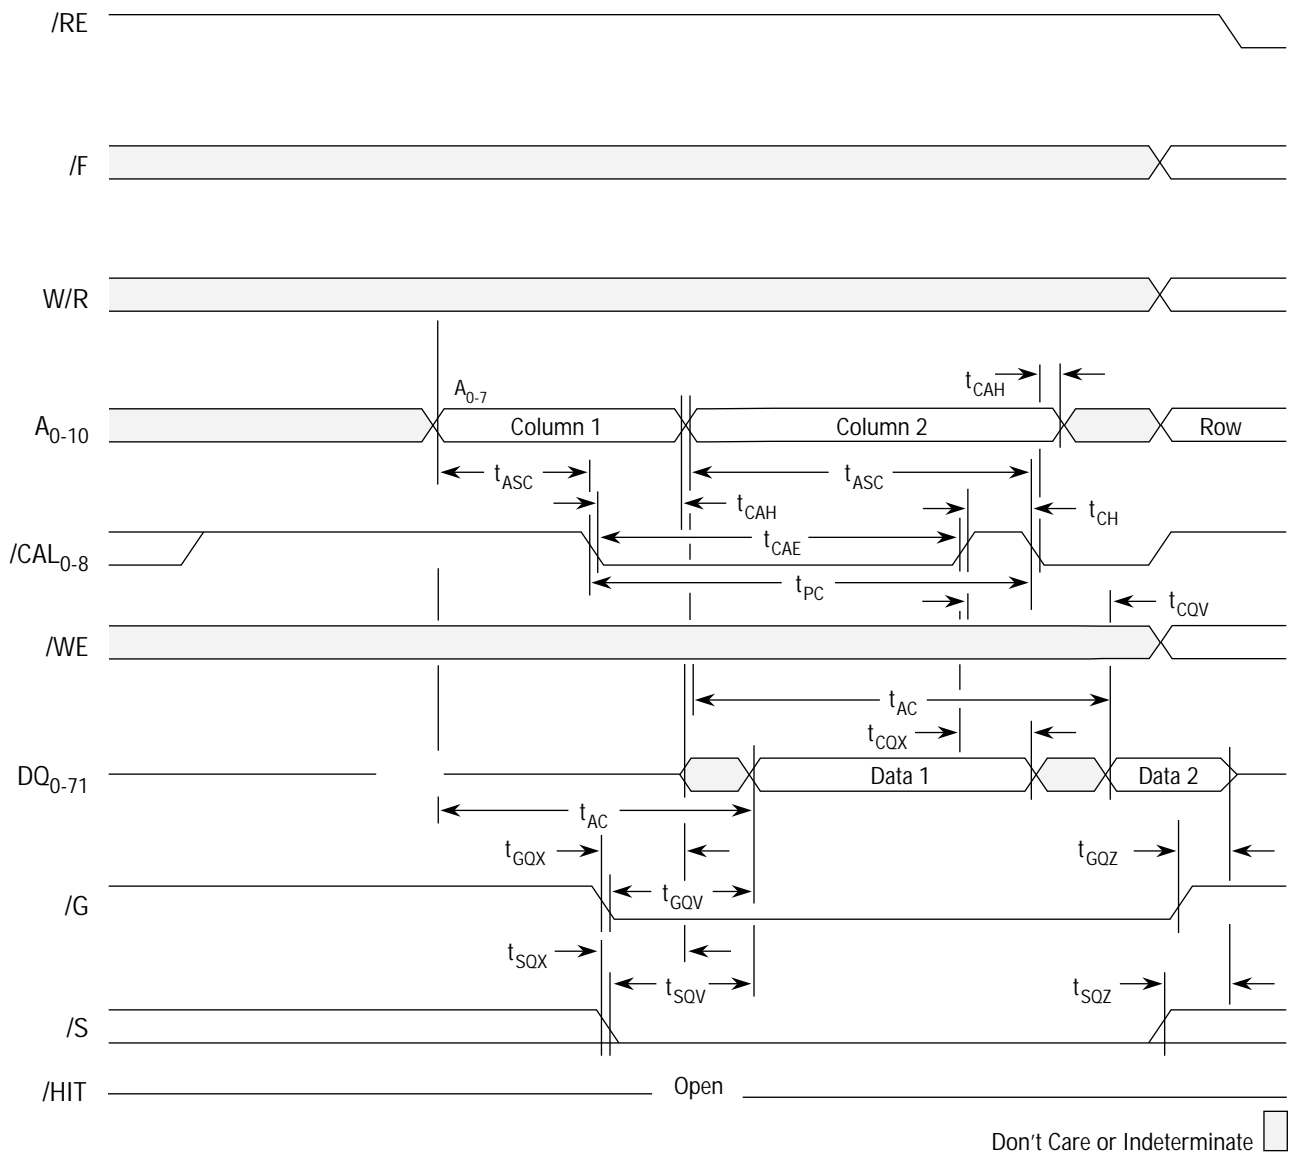 /RE
/F
W/R
tCAH
A0-7
A0-10
Column 1
Column 2
Row
tASC
tASC
tCAH
tCH
/CAL0-8
tCAE
tPC
tCQV
/WE
tAC
tCQX
DQ0-71
Data 1
Data 2
tAC
tGQX
tGQZ
/G
tGQV
tSQX
tSQV
tSQZ
/S
/HIT
Open
Don't Care or Indeterminate